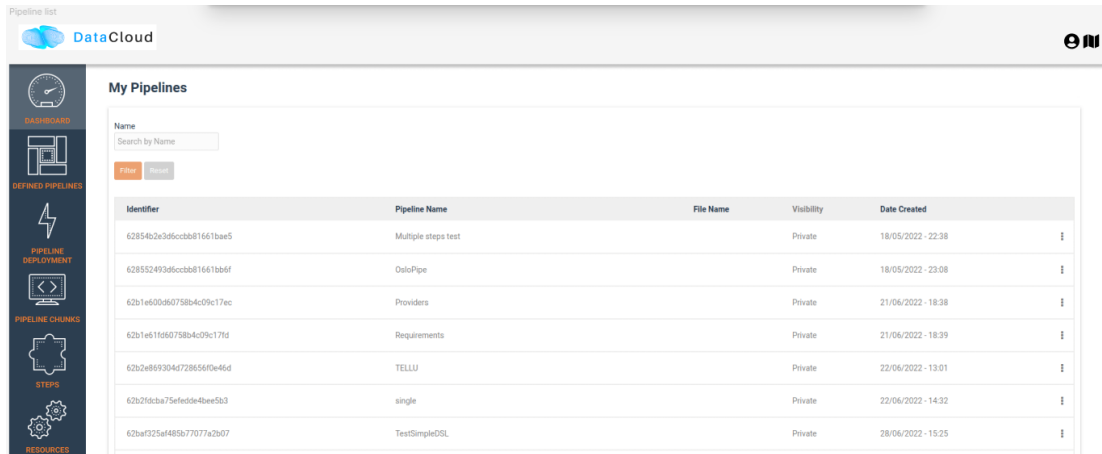 Pipeline list
DataCloud
DASHBOARD
DEFINED PIPELINES
PIPELINE
DEPLOYMENT
PIPELINE CHUNKS
STEPS
RESOURCES
My Pipelines
Name
Search by Name
Filter Reset
Identifier Pipeline Name File Name Visibility Date Created
62854b2e3d6ccbb81661bae5 Multiple steps test Private 18/05/2022 - 22:38
628552493d6ccbb81661bb6f OsloPipe Private 18/05/2022 - 23:08
62b1e600d60758b4c09c17ec Providers Private 21/06/2022 - 18:38
62b1e61fd60758b4c09c17fd Requirements Private 21/06/2022 - 18:39
62b2e869304d728656f0e46d TELLU Private 22/06/2022 - 13:01
62b2fdcba75efedde4bee5b3 single Private 22/06/2022 - 14:32
62baf325af485b77077a2b07 TestSimpleDSL Private 28/06/2022 - 15:25